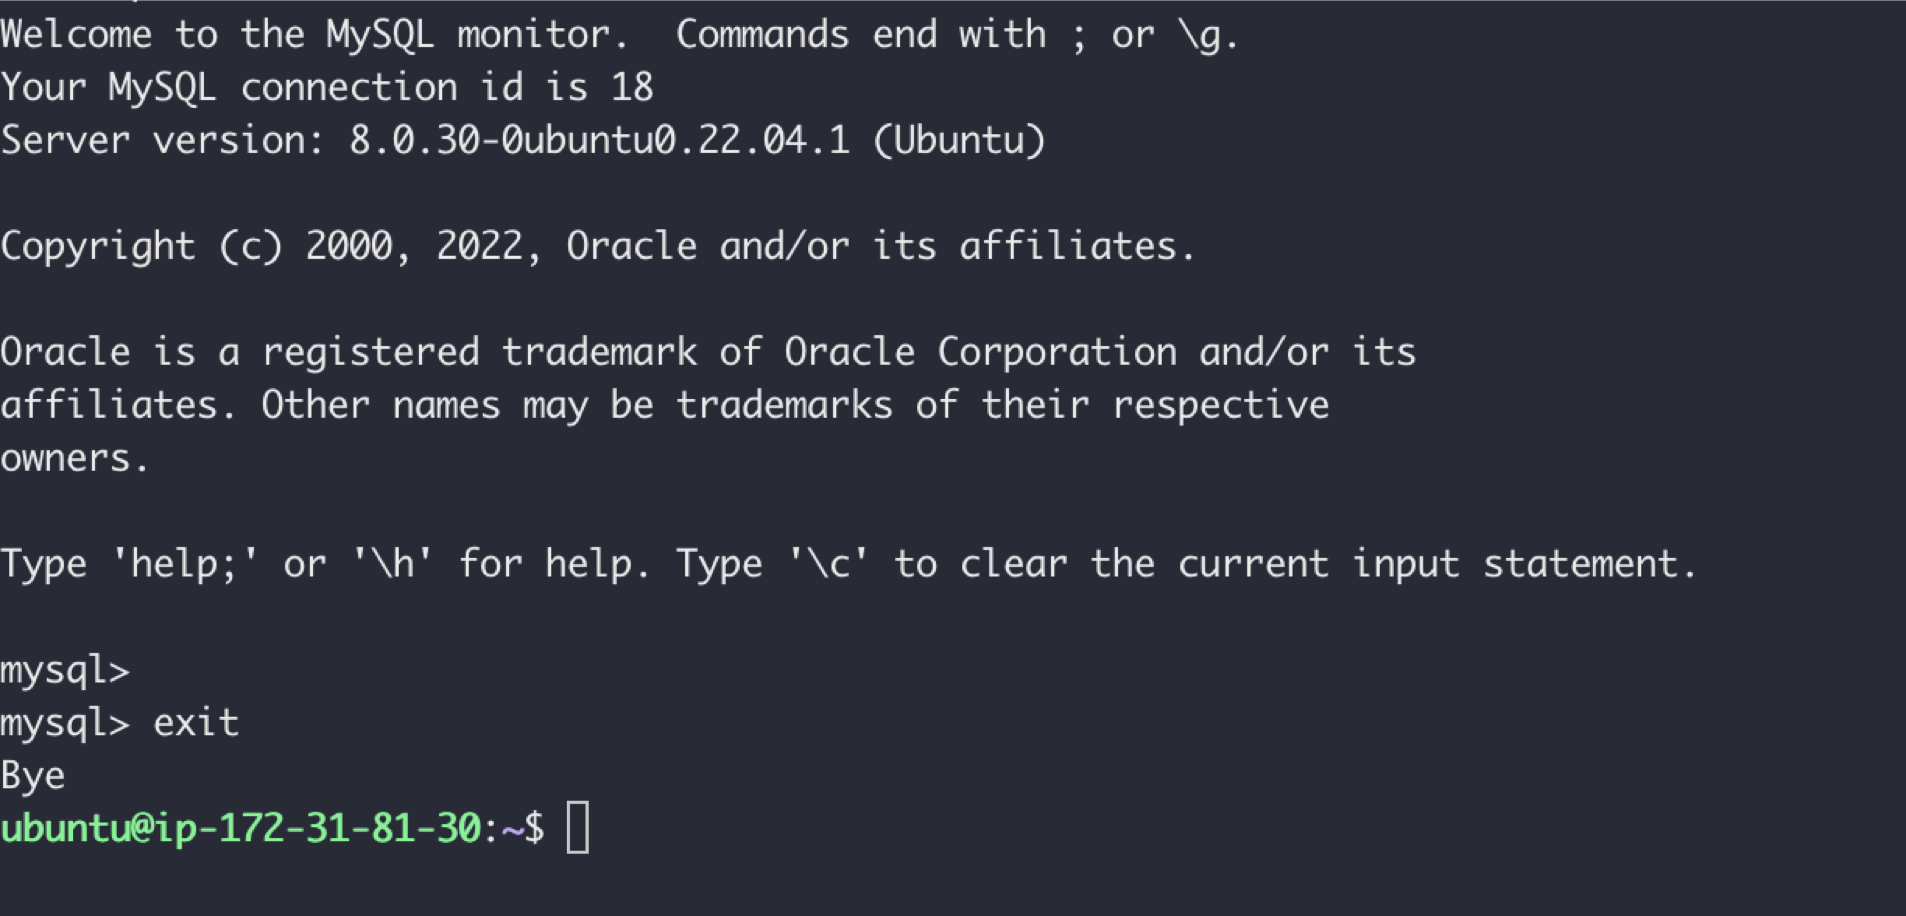 Welcome to the MySQL monitor.  Commands end with ; or \g.
Your MySQL connection id is 18
Server version: 8.0.30-0ubuntu0.22.04.1 (Ubuntu)
Copyright (c) 2000, 2022, Oracle and/or its affiliates.
Oracle is a registered trademark of Oracle Corporation and/or its
affiliates. Other names may be trademarks of their respective
owners.
Type 'help;' or '\h' for help. Type '\c' to clear the current input statement.
mysql>
mysql> exit
Bye
ubuntu@ip-172-31-81-30:~$